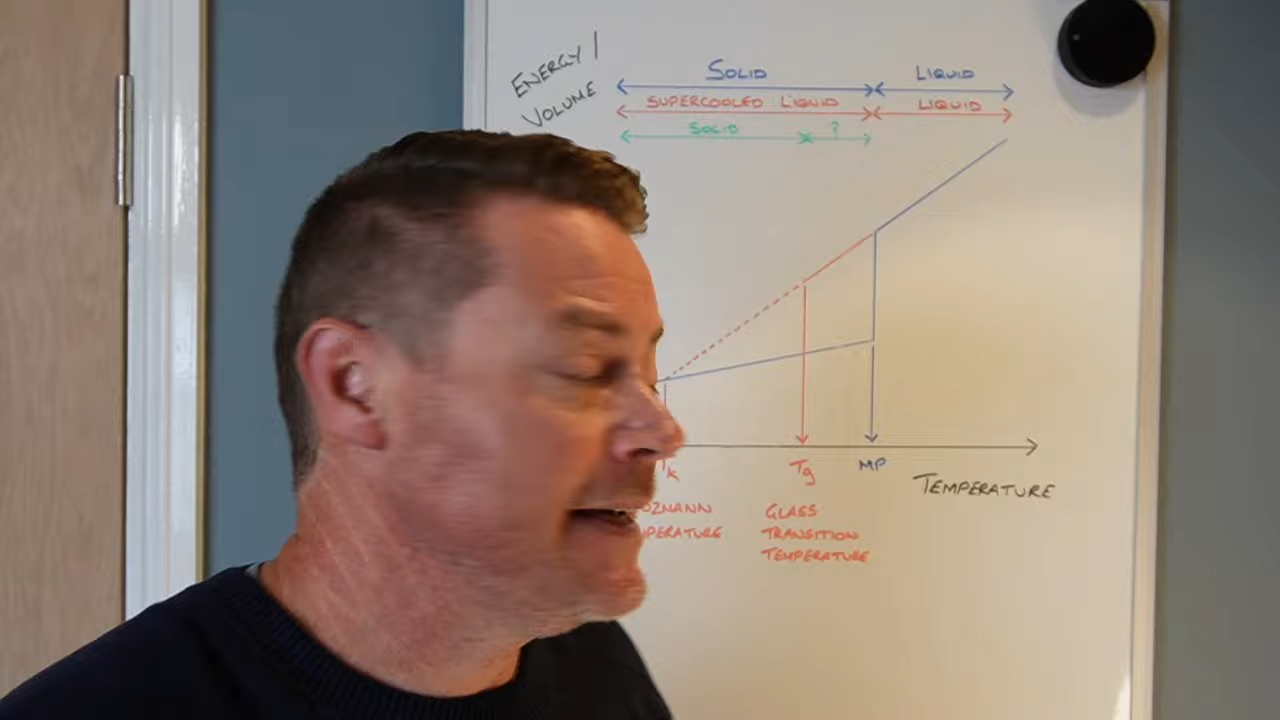 ENERGY /
VOLUME
SOLID LIQUID
SUPERCOOLED LIQUID LIQUID
SOLID ?
Tg MP
TEMPERATURE
GLASS
TRANSITION
TEMPERATURE